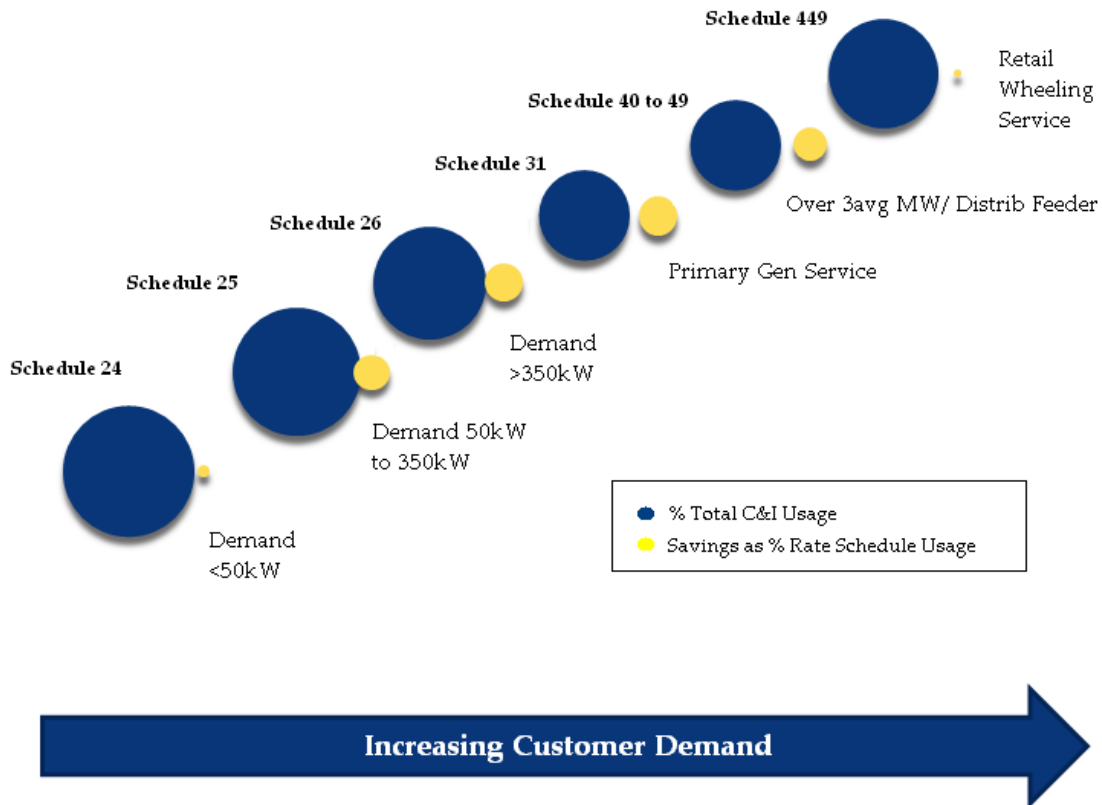 Schedule 449
Retail
Wheeling
Service
Schedule 40 to 49
Over 3avg MW/ Distrib Feeder
Schedule 31
Primary Gen Service
Schedule 26
Demand
>350kW
Schedule 25
Demand 50kW
to 350kW
Schedule 24
Demand
<50kW
% Total C&I Usage
Savings as % Rate Schedule Usage
Increasing Customer Demand